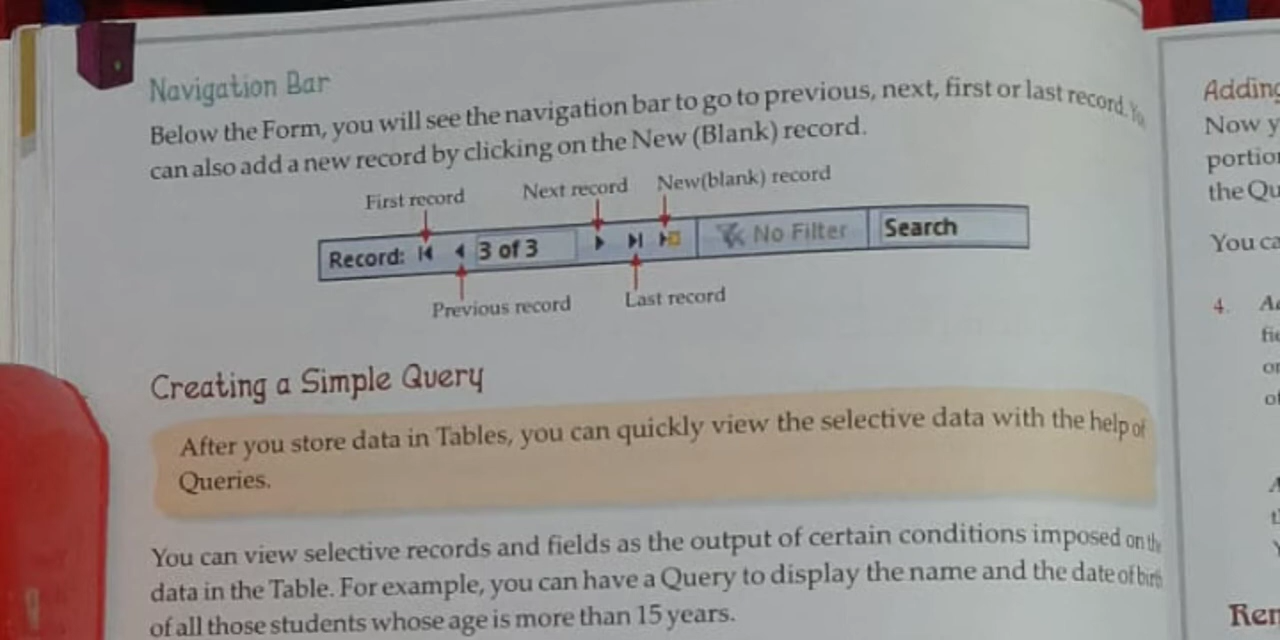 Navigation Bar
Below the Form, you will see the navigation bar to go to previous, next, first or last record. You
can also add a new record by clicking on the New (Blank) record.
First record Next record New(blank) record
Record: 3 of 3 No Filter Search
Previous record Last record
Creating a Simple Query
After you store data in Tables, you can quickly view the selective data with the help of
Queries.
You can view selective records and fields as the output of certain conditions imposed on the
data in the Table. For example, you can have a Query to display the name and the date of birth
of all those students whose age is more than 15 years.
Adding
Now y
portion
the Qu
You ca
4.